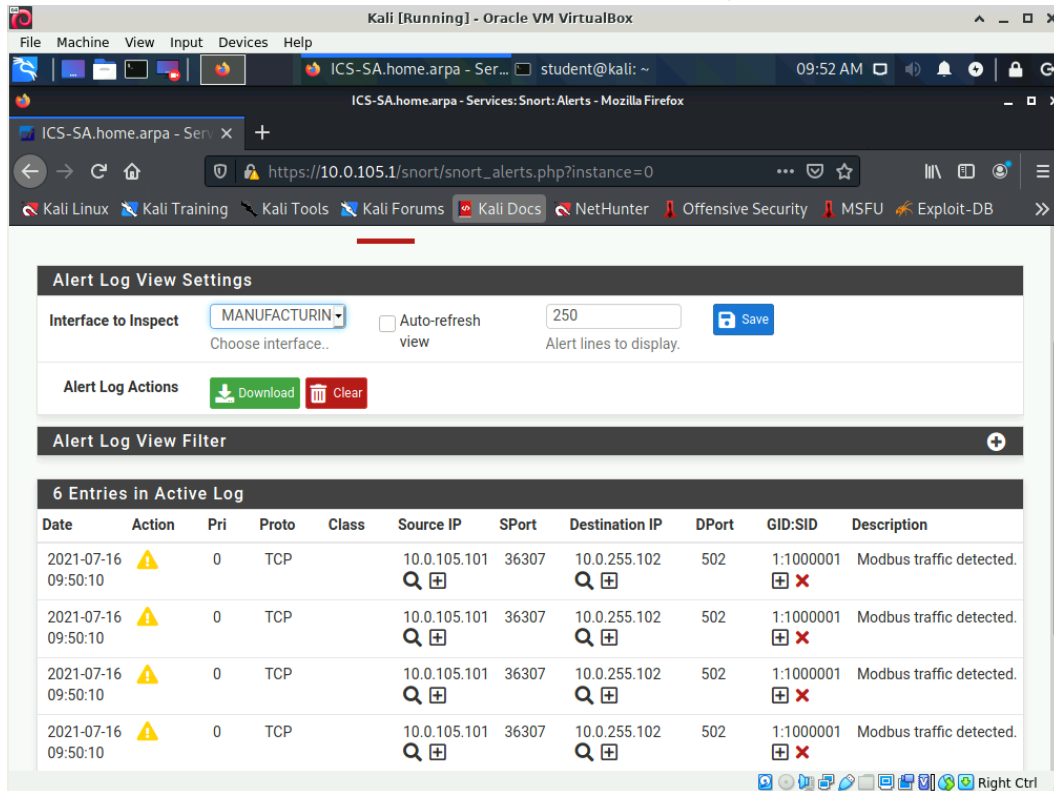 Kali [Running] - Oracle VM VirtualBox
File Machine View Input Devices Help
ICS-SA.home.arpa - Ser... student@kali: ~ 09:52 AM
ICS-SA.home.arpa - Services: Snort: Alerts - Mozilla Firefox
ICS-SA.home.arpa - Serv
https://10.0.105.1/snort/snort_alerts.php?instance=0
Kali Linux Kali Training Kali Tools Kali Forums Kali Docs NetHunter Offensive Security MSFU Exploit-DB
Alert Log View Settings
Interface to Inspect MANUFACTURIN Auto-refresh view 250 Save
Choose interface.. Alert lines to display.
Alert Log Actions Download Clear
Alert Log View Filter
6 Entries in Active Log
Date Action Pri Proto Class Source IP SPort Destination IP DPort GID:SID Description
2021-07-16 0 TCP 10.0.105.101 36307 10.0.255.102 502 1:1000001 Modbus traffic detected.
09:50:10
2021-07-16 0 TCP 10.0.105.101 36307 10.0.255.102 502 1:1000001 Modbus traffic detected.
09:50:10
2021-07-16 0 TCP 10.0.105.101 36307 10.0.255.102 502 1:1000001 Modbus traffic detected.
09:50:10
2021-07-16 0 TCP 10.0.105.101 36307 10.0.255.102 502 1:1000001 Modbus traffic detected.
09:50:10
Right Ctrl